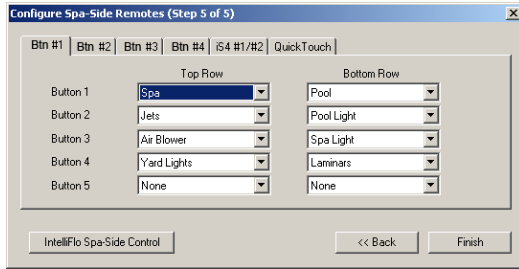 Configure Spa-Side Remotes (Step 5 of 5)
Btn #1 Btn #2 Btn #3 Btn #4 iS4 #1/#2 QuickTouch
Top Row Bottom Row
Button 1 Spa Pool
Button 2 Jets Pool Light
Button 3 Air Blower Spa Light
Button 4 Yard Lights Laminars
Button 5 None None
IntelliFlo Spa-Side Control << Back Finish